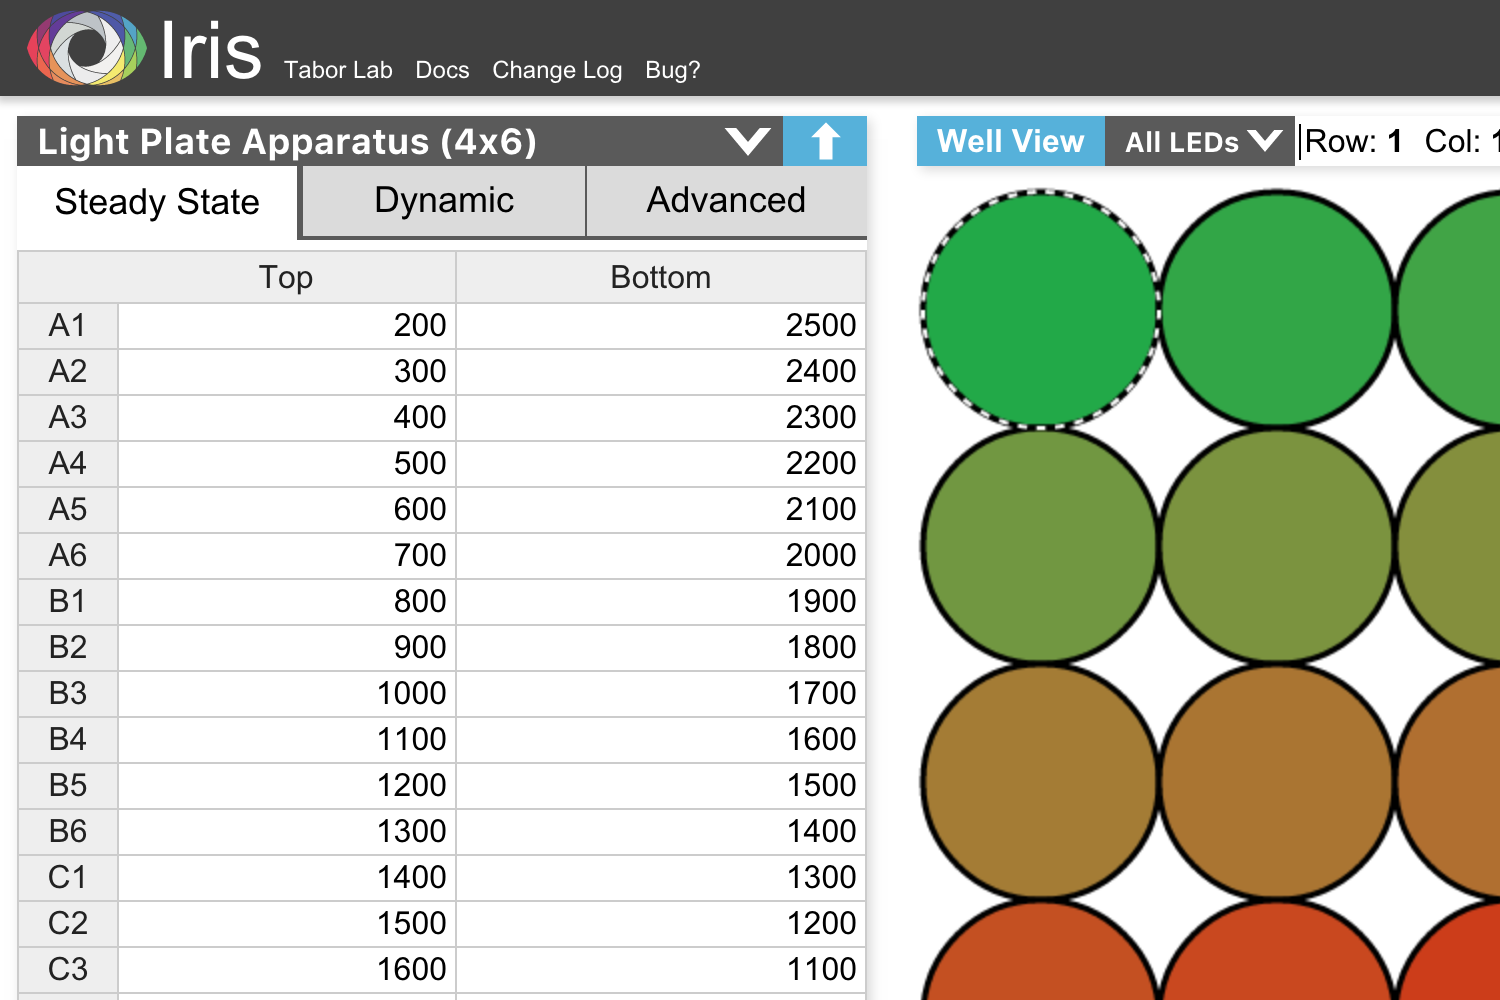 Iris Tabor Lab Docs Change Log Bug?
Light Plate Apparatus (4x6)
Well View All LEDs Row: 1 Col: 1
Steady State Dynamic Advanced
Top Bottom
A1 200 2500
A2 300 2400
A3 400 2300
A4 500 2200
A5 600 2100
A6 700 2000
B1 800 1900
B2 900 1800
B3 1000 1700
B4 1100 1600
B5 1200 1500
B6 1300 1400
C1 1400 1300
C2 1500 1200
C3 1600 1100